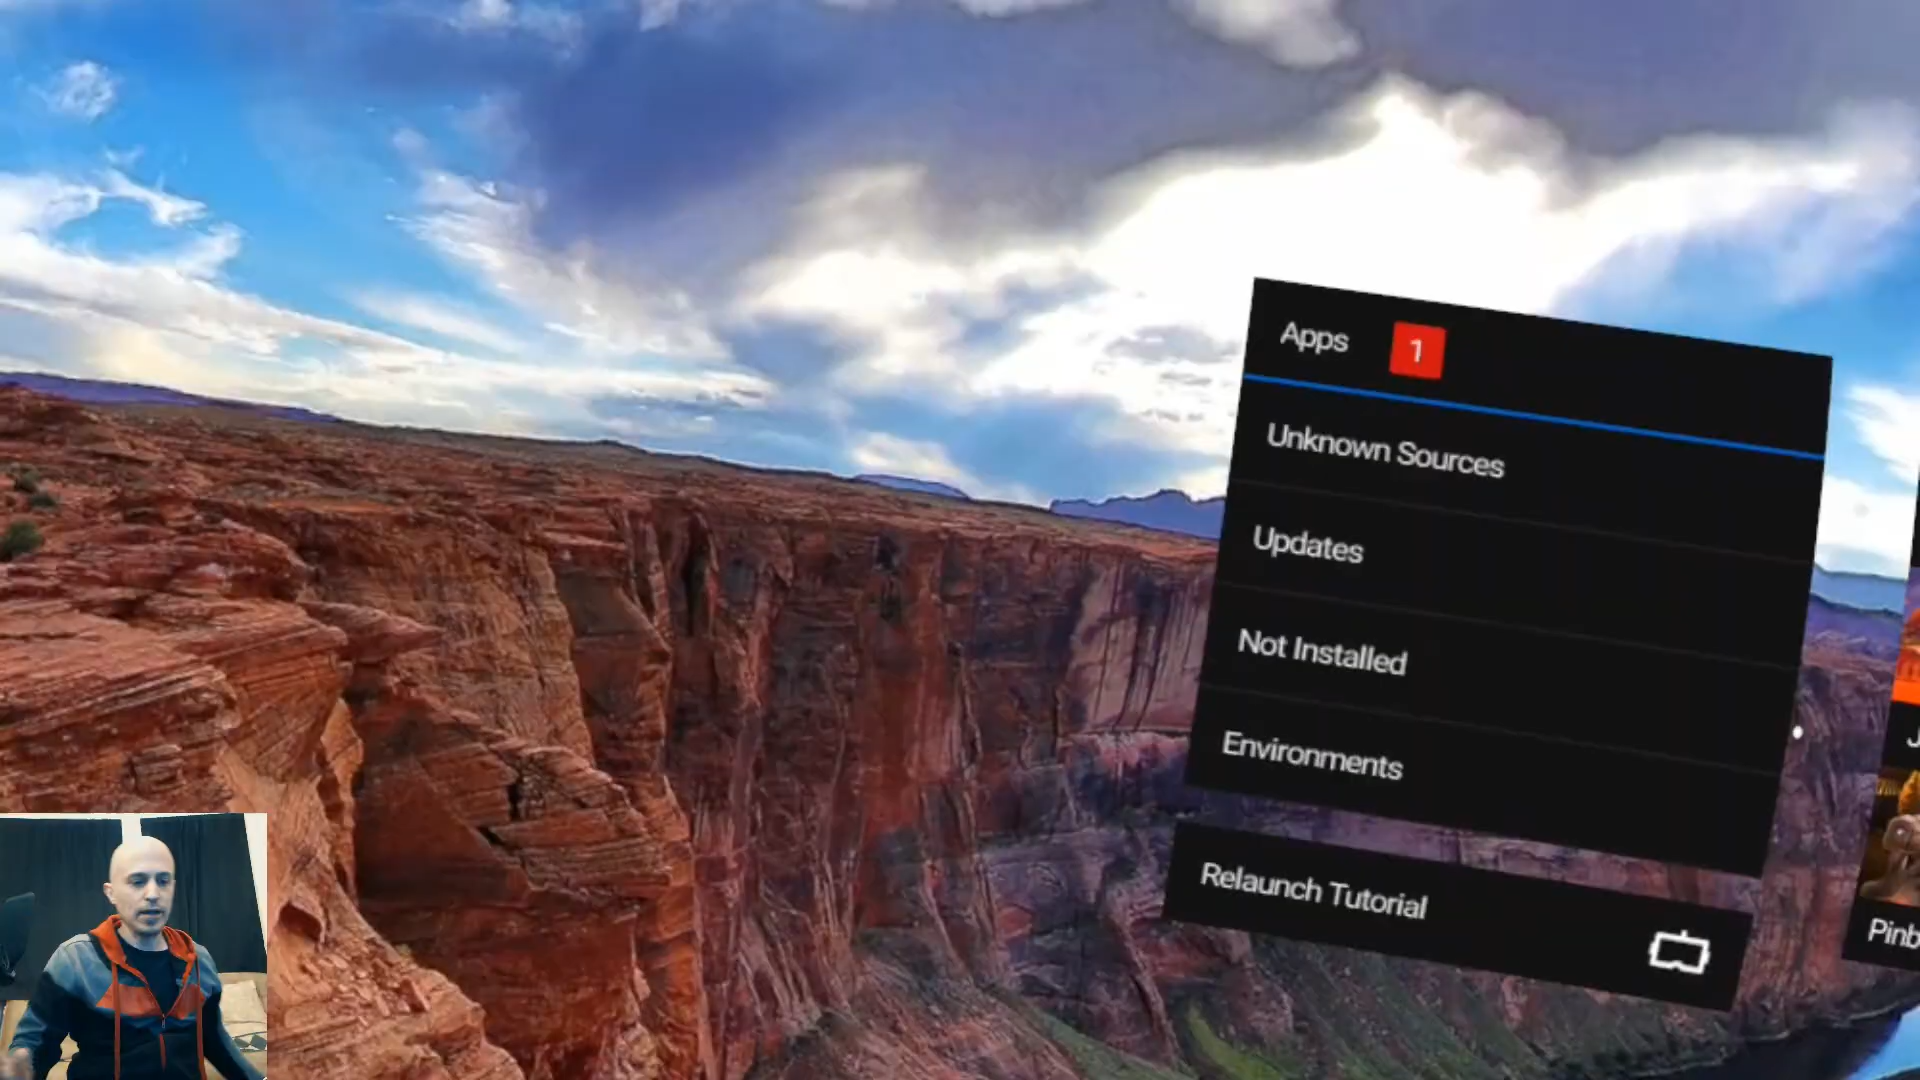 Apps 1
Unknown Sources
Updates
Not Installed
Environments
Relaunch Tutorial